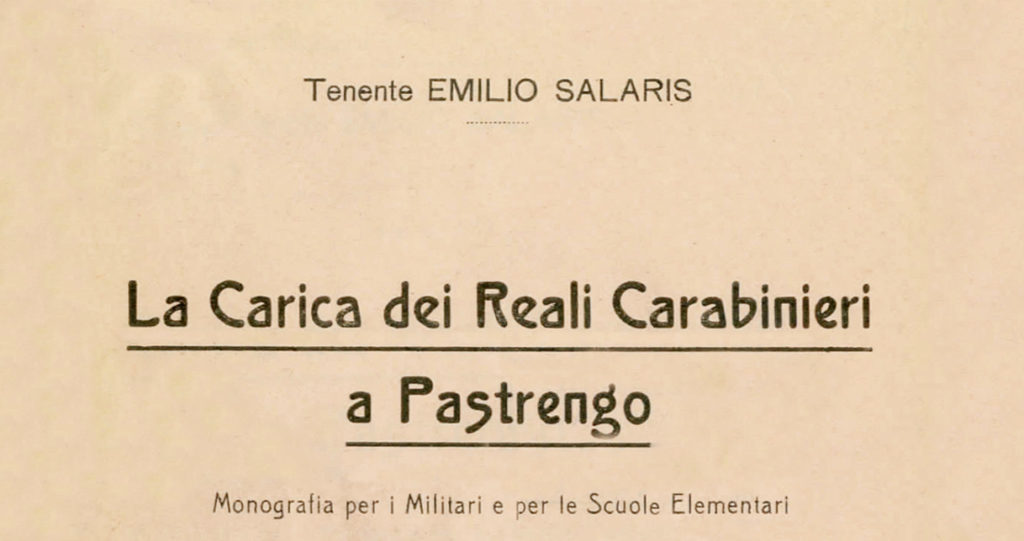 Tenente EMILIO SALARIS
La Carica dei Reali Carabinieri
a Pastrengo
Monografia per i Militari e per le Scuole Elementari